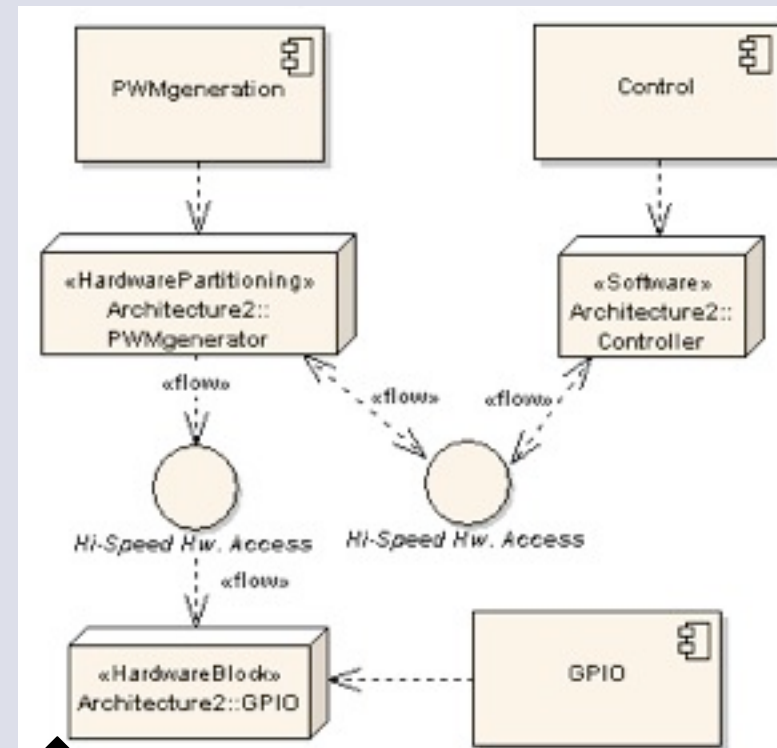 PWMgeneration
Control
«HardwarePartitioning»
Architecture2::
PWMgenerator
«Software»
Architecture2::
Controller
«flow»
«flow»
«flow»
Hi-Speed Hw. Access
Hi-Speed Hw. Access
«flow»
«HardwareBlock»
Architecture2::GPIO
GPIO